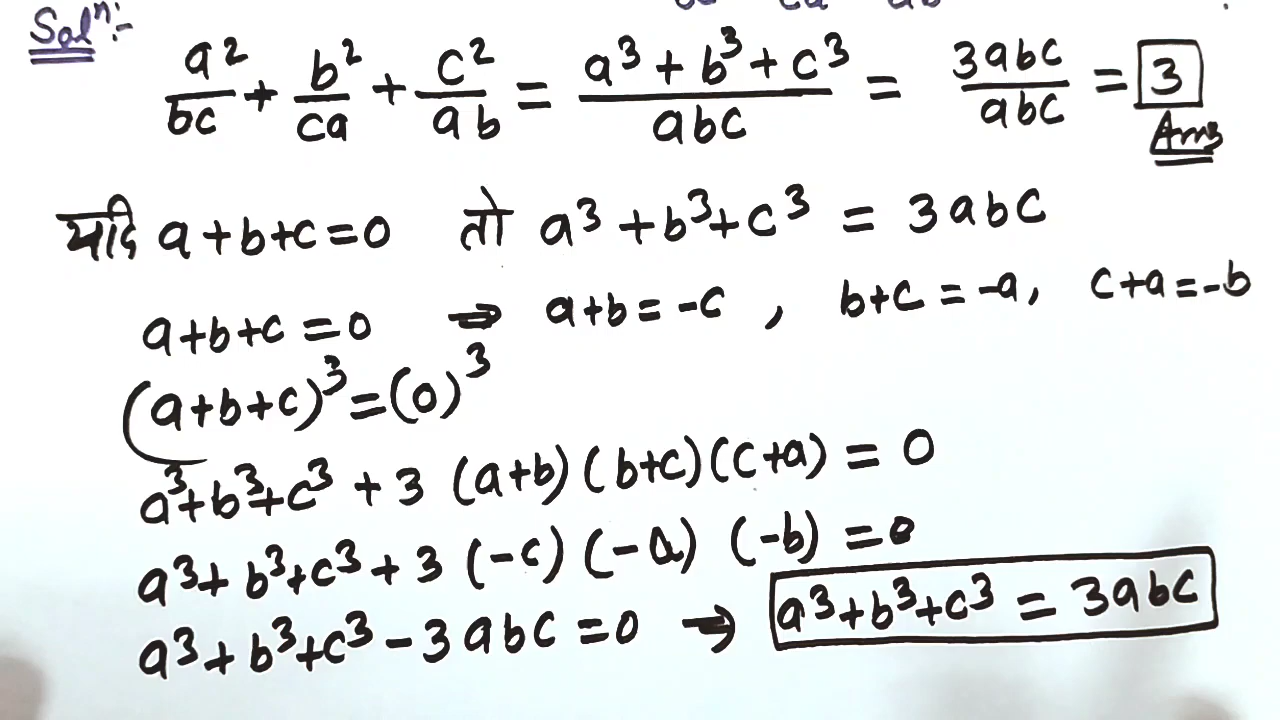 Solⁿ:-
a²/bc + b²/ca + c²/ab = a³ + b³ + c³/abc = 3abc/abc = 3
Ans
यदि a+b+c=0 तो a³+b³+c³ = 3abc
a+b+c=0 ⇒ a+b=-c, b+c=-a, c+a=-b
(a+b+c)³=(0)³
a³+b³+c³+3(a+b)(b+c)(c+a)=0
a³+b³+c³+3(-c)(-a)(-b)=0
a³+b³+c³-3abc=0 → a³+b³+c³=3abc